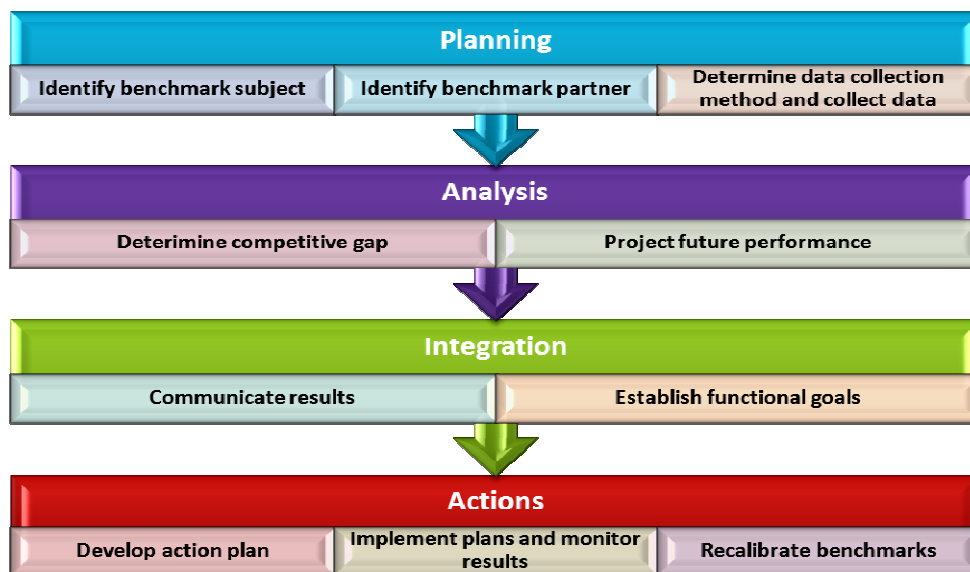 Planning
Identify benchmark subject
Identify benchmark partner
Determine data collection
method and collect data
Analysis
Deterimine competitive gap
Project future performance
Integration
Communicate results
Establish functional goals
Actions
Develop action plan
Implement plans and monitor
results
Recalibrate benchmarks